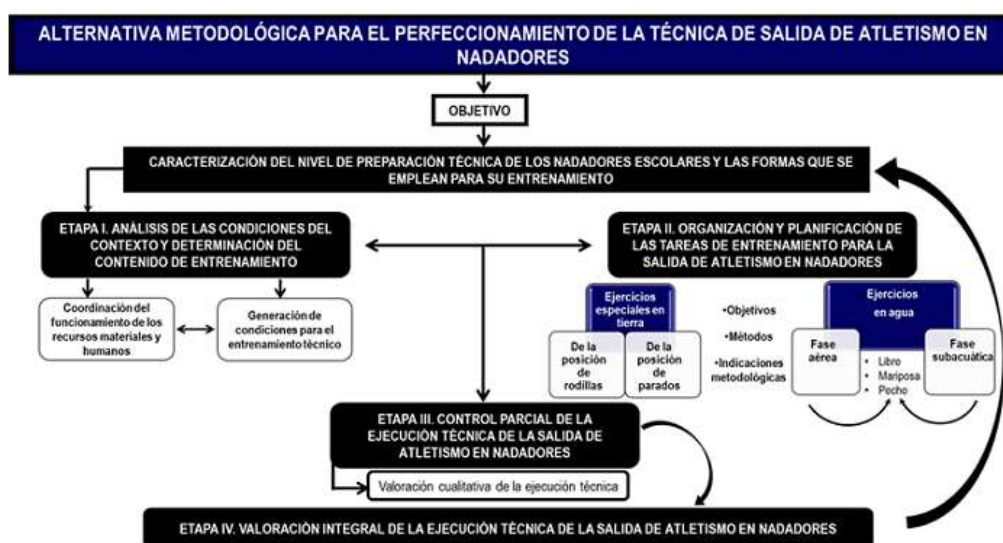 ALTERNATIVA METODOLÓGICA PARA EL PERFECCIONAMIENTO DE LA TÉCNICA DE SALIDA DE ATLETISMO EN
NADADORES
OBJETIVO
CARACTERIZACIÓN DEL NIVEL DE PREPARACIÓN TÉCNICA DE LOS NADADORES ESCOLARES Y LAS FORMAS QUE SE
EMPLEAN PARA SU ENTRENAMIENTO
ETAPA I. ANÁLISIS DE LAS CONDICIONES DEL
CONTEXTO Y DETERMINACIÓN DEL
CONTENIDO DE ENTRENAMIENTO
Coordinación del
funcionamiento de los
recursos materiales y
humanos
Generación de
condiciones para el
entrenamiento técnico
ETAPA II. ORGANIZACIÓN Y PLANIFICACIÓN DE
LAS TAREAS DE ENTRENAMIENTO PARA LA
SALIDA DE ATLETISMO EN NADADORES
Ejercicios
especiales en
tierra
De la
posición
de
rodillas
De la
posición de
parados
•Objetivos
•Métodos
•Indicaciones
metodológicas
Ejercicios
en agua
Fase
aérea
• Libro
• Mariposa
• Pecho
Fase
subacuática
ETAPA III. CONTROL PARCIAL DE LA
EJECUCIÓN TÉCNICA DE LA SALIDA DE
ATLETISMO EN NADADORES
Valoración cualitativa de la ejecución técnica
ETAPA IV. VALORACIÓN INTEGRAL DE LA EJECUCIÓN TÉCNICA DE LA SALIDA DE ATLETISMO EN NADADORES